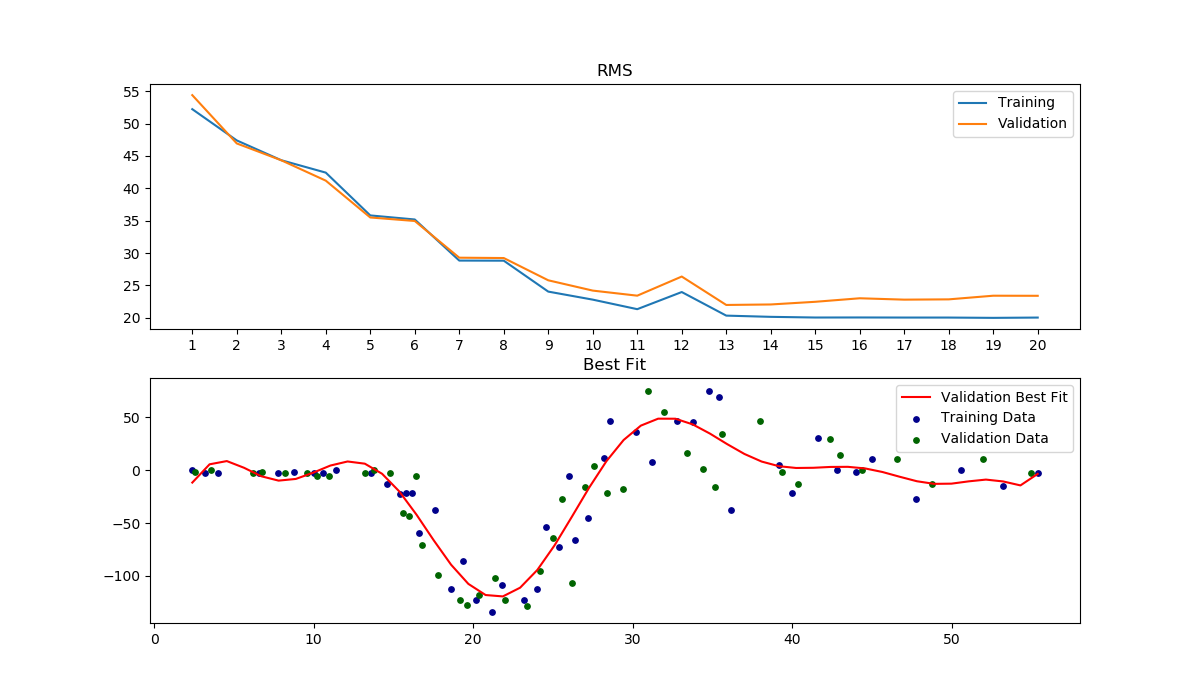 RMS
55
50
45
40
35
30
25
20
Training
Validation
1 2 3 4 5 6 7 8 9 10 11 12 13 14 15 16 17 18 19 20
Best Fit
50
0
−50
−100
Validation Best Fit
Training Data
Validation Data
0 10 20 30 40 50